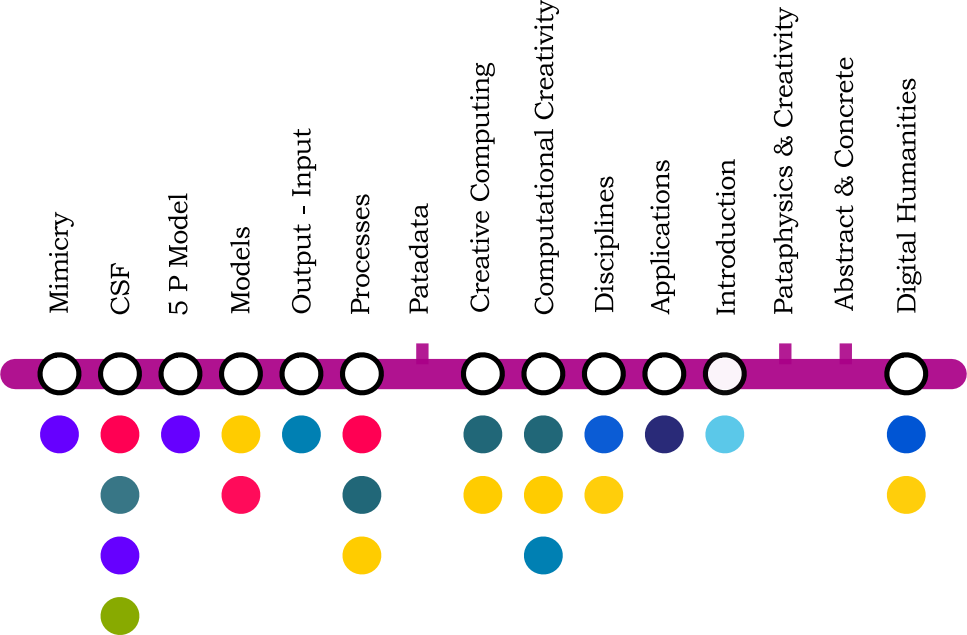 Mimicry
CSF
5 P Model
Models
Output - Input
Processes
Patadata
Creative Computing
Computational Creativity
Disciplines
Applications
Introduction
Pataphysics & Creativity
Abstract & Concrete
Digital Humanities